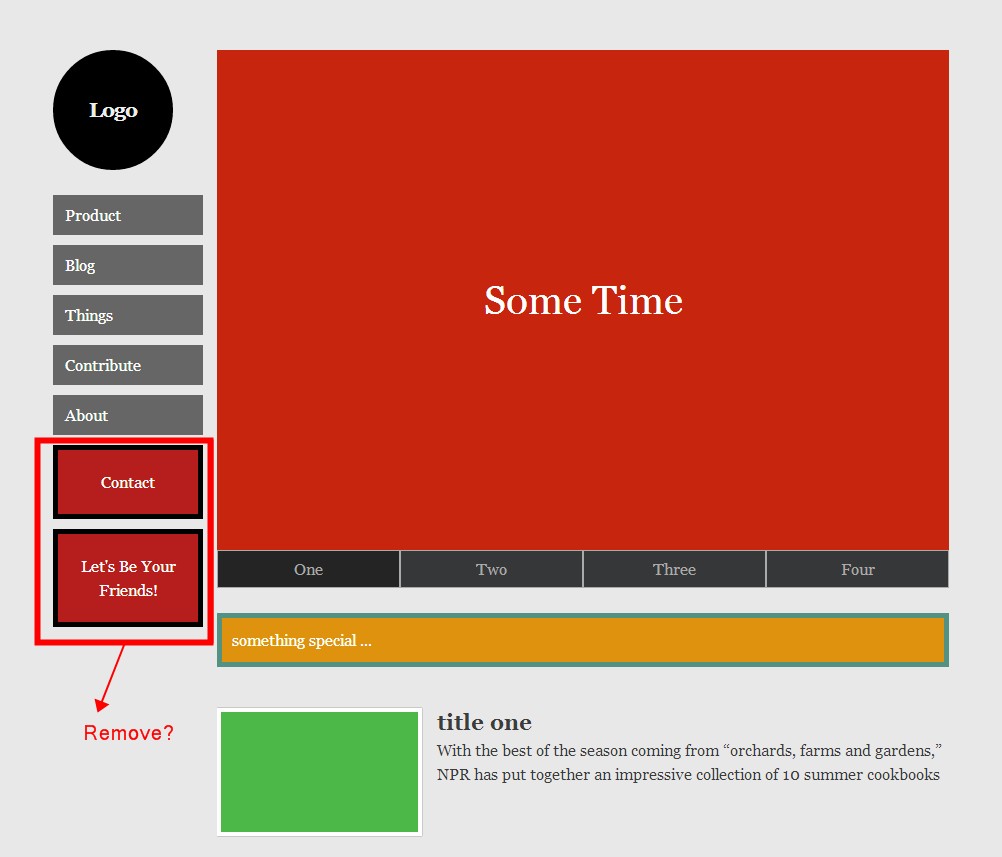 Logo
Product
Blog
Things
Contribute
About
Contact
Let's Be Your
Friends!
Remove?
Some Time
One Two Three Four
something special ...
title one
With the best of the season coming from “orchards, farms and gardens,”
NPR has put together an impressive collection of 10 summer cookbooks